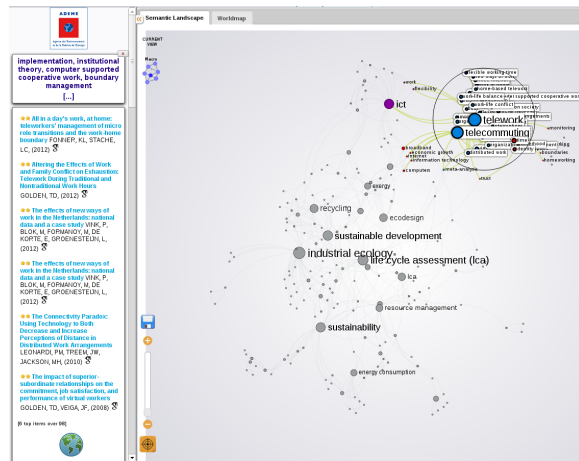 Semantic Landscape
Worldmap
ADEME
CURRENT
VIEW
Macro
implementation, institutional
theory, computer supported
cooperative work, boundary
management
[...]
All in a day's work, at home:
teleworkers' management of micro
role transitions and the work-home
boundary FONNER, KL, STACHE,
LC, (2012)
Altering the Effects of Work
and Family Conflict on Exhaustion:
Telework During Traditional and
Nontraditional Work Hours
GOLDEN, TD, (2012)
The effects of new ways of
work in the Netherlands: national
data and a case study VINK, P,
BLOK, M, FORMANOY, M, DE
KORTE, E, GROENESTEIJN, L,
(2012)
The effects of new ways of
work in the Netherlands: national
data and a case study VINK, P,
BLOK, M, FORMANOY, M, DE
KORTE, E, GROENESTEIJN, L,
(2012)
The Connectivity Paradox:
Using Technology to Both
Decrease and Increase
Perceptions of Distance in
Distributed Work Arrangements
LEONARDI, PM, TREEM, JW,
JACKSON, MH, (2010)
The impact of superior-
subordinate relationships on the
commitment, job satisfaction, and
performance of virtual workers
GOLDEN, TD, VEIGA, JF, (2008)
[6 top items over 98]
flexible working-time
work
flexibility
home-based telework
ict
work-life conflict
telework
telecommuting
monitoring
broadband
economic growth
internet
information technology
distributed work
boundaries
homeworking
computers
meta-analysis
trust
energy
recycling
ecodesign
sustainable development
industrial ecology
life cycle assessment (lca)
lca
resource management
sustainability
energy consumption